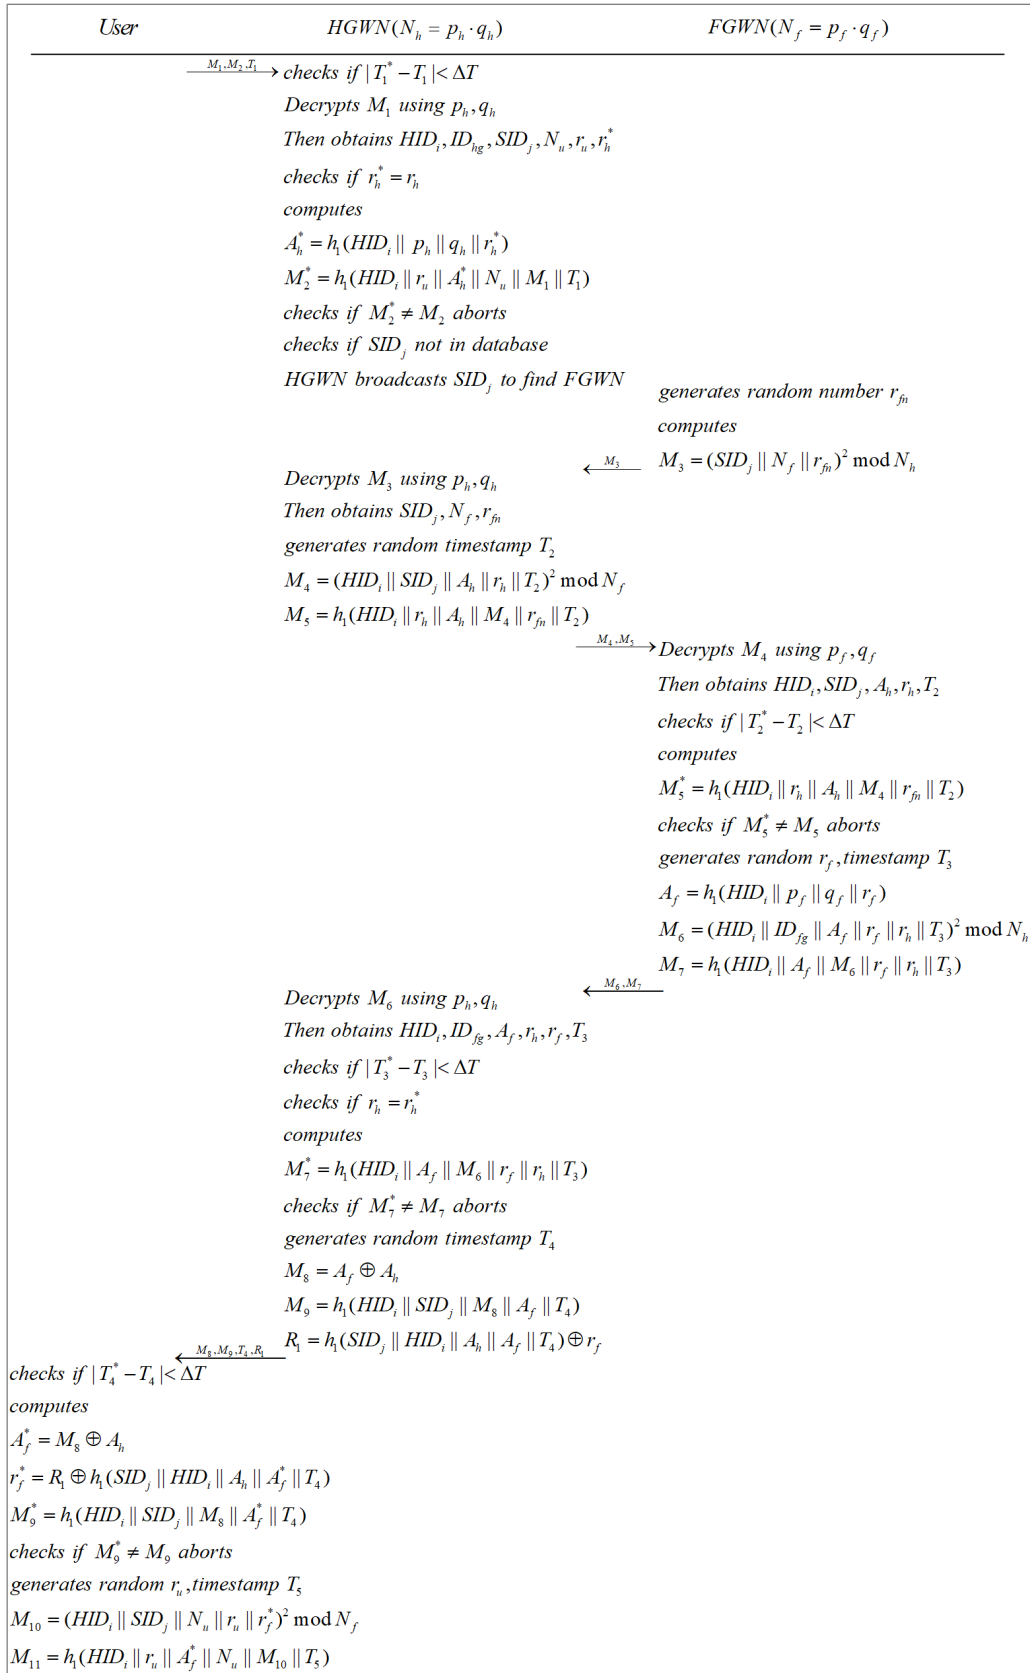 User HGWN(N_h = p_h · q_h) FGWN(N_f = p_f · q_f)
M_1, M_2, T_1
checks if | T_1^* − T_1 |< ΔT
Decrypts M_1 using p_h, q_h
Then obtains HID_i, ID_hg, SID_j, N_u, r_u, r_h^*
checks if r_h^* = r_h
computes
A_h^* = h_1(HID_i || p_h || q_h || r_h^*)
M_2^* = h_1(HID_i || r_u || A_h^* || N_u || M_1 || T_1)
checks if M_2^* ≠ M_2 aborts
checks if SID_j not in database
HGWN broadcasts SID_j to find FGWN
generates random number r_fn
computes
M_3 = (SID_j || N_f || r_fn)^2 mod N_h
M_3
Decrypts M_3 using p_h, q_h
Then obtains SID_j, N_f, r_fn
generates random timestamp T_2
M_4 = (HID_i || SID_j || A_h || r_h || T_2)^2 mod N_f
M_5 = h_1(HID_i || r_h || A_h || M_4 || r_fn || T_2)
M_4, M_5
Decrypts M_4 using p_f, q_f
Then obtains HID_i, SID_j, A_h, r_h, T_2
checks if | T_2^* − T_2 |< ΔT
computes
M_5^* = h_1(HID_i || r_h || A_h || M_4 || r_fn || T_2)
checks if M_5^* ≠ M_5 aborts
generates random r_f, timestamp T_3
A_f = h_1(HID_i || p_f || q_f || r_f)
M_6 = (HID_i || ID_fg || A_f || r_f || r_h || T_3)^2 mod N_h
M_7 = h_1(HID_i || A_f || M_6 || r_f || r_h || T_3)
M_6, M_7
Decrypts M_6 using p_h, q_h
Then obtains HID_i, ID_fg, A_f, r_h, r_f, T_3
checks if | T_3^* − T_3 |< ΔT
checks if r_h = r_h^*
computes
M_7^* = h_1(HID_i || A_f || M_6 || r_f || r_h || T_3)
checks if M_7^* ≠ M_7 aborts
generates random timestamp T_4
M_8 = A_f ⊕ A_h
M_9 = h_1(HID_i || SID_j || M_8 || A_f || T_4)
R_1 = h_1(SID_j || HID_i || A_h || A_f || T_4) ⊕ r_f
M_8, M_9, T_4, R_1
checks if | T_4^* − T_4 |< ΔT
computes
A_f^* = M_8 ⊕ A_h
r_f^* = R_1 ⊕ h_1(SID_j || HID_i || A_h || A_f^* || T_4)
M_9^* = h_1(HID_i || SID_j || M_8 || A_f^* || T_4)
checks if M_9^* ≠ M_9 aborts
generates random r_u, timestamp T_5
M_10 = (HID_i || SID_j || N_u || r_u || r_f^*)^2 mod N_f
M_11 = h_1(HID_i || r_u || A_f^* || N_u || M_10 || T_5)